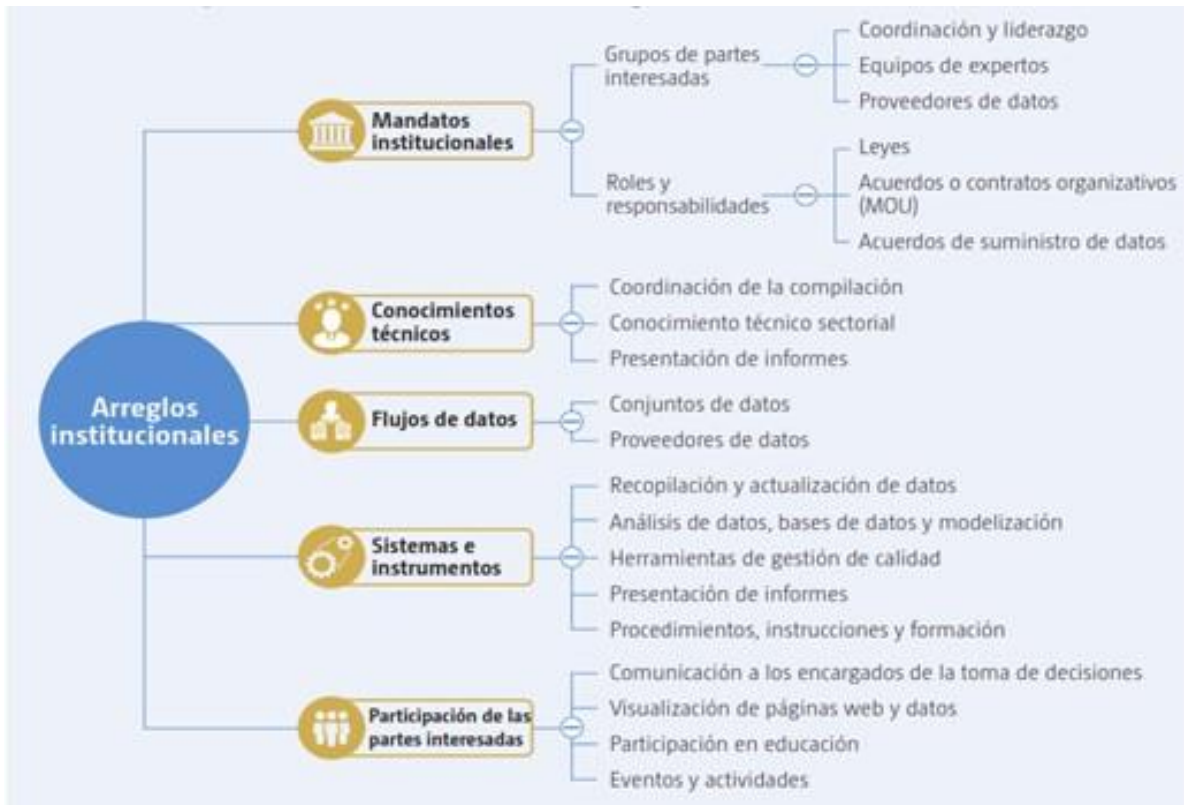 Arreglos
institucionales
Mandatos
institucionales
Grupos de partes
interesadas
Coordinación y liderazgo
Equipos de expertos
Proveedores de datos
Roles y
responsabilidades
Leyes
Acuerdos o contratos organizativos
(MOU)
Acuerdos de suministro de datos
Conocimientos
técnicos
Coordinación de la compilación
Conocimiento técnico sectorial
Presentación de informes
Flujos de datos
Conjuntos de datos
Proveedores de datos
Sistemas e
instrumentos
Recopilación y actualización de datos
Análisis de datos, bases de datos y modelización
Herramientas de gestión de calidad
Presentación de informes
Procedimientos, instrucciones y formación
Participación de las
partes interesadas
Comunicación a los encargados de la toma de decisiones
Visualización de páginas web y datos
Participación en educación
Eventos y actividades